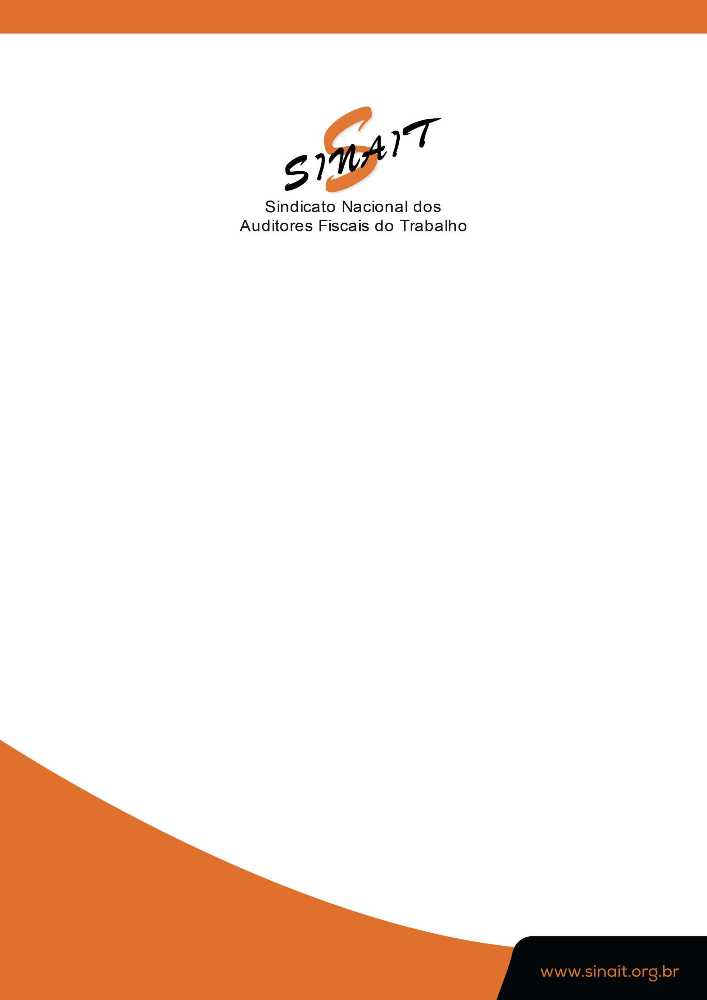 SINAIT
Sindicato Nacional dos
Auditores Fiscais do Trabalho
www.sinait.org.br